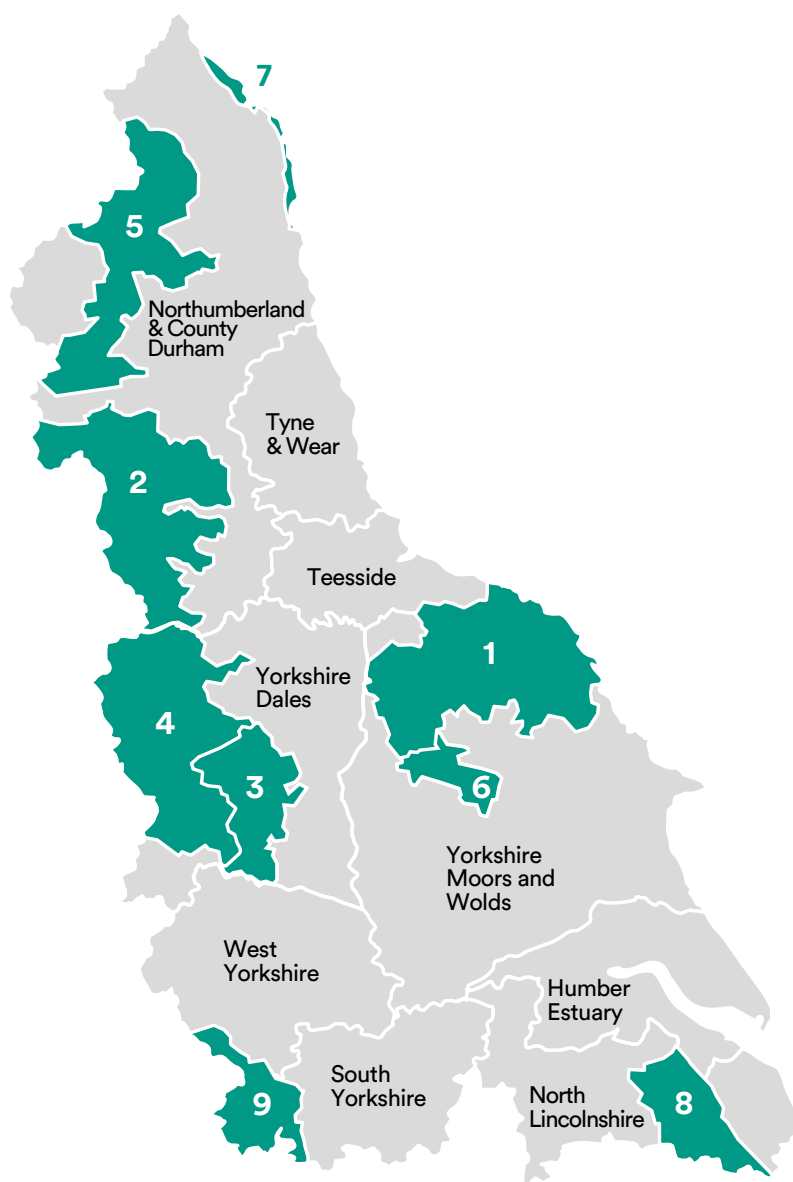 7
5
Northumberland
& County
Durham
Tyne
& Wear
2
Teesside
1
Yorkshire
Dales
4
3
6
Yorkshire
Moors and
Wolds
West
Yorkshire
Humber
Estuary
South
Yorkshire
North
Lincolnshire
8
9